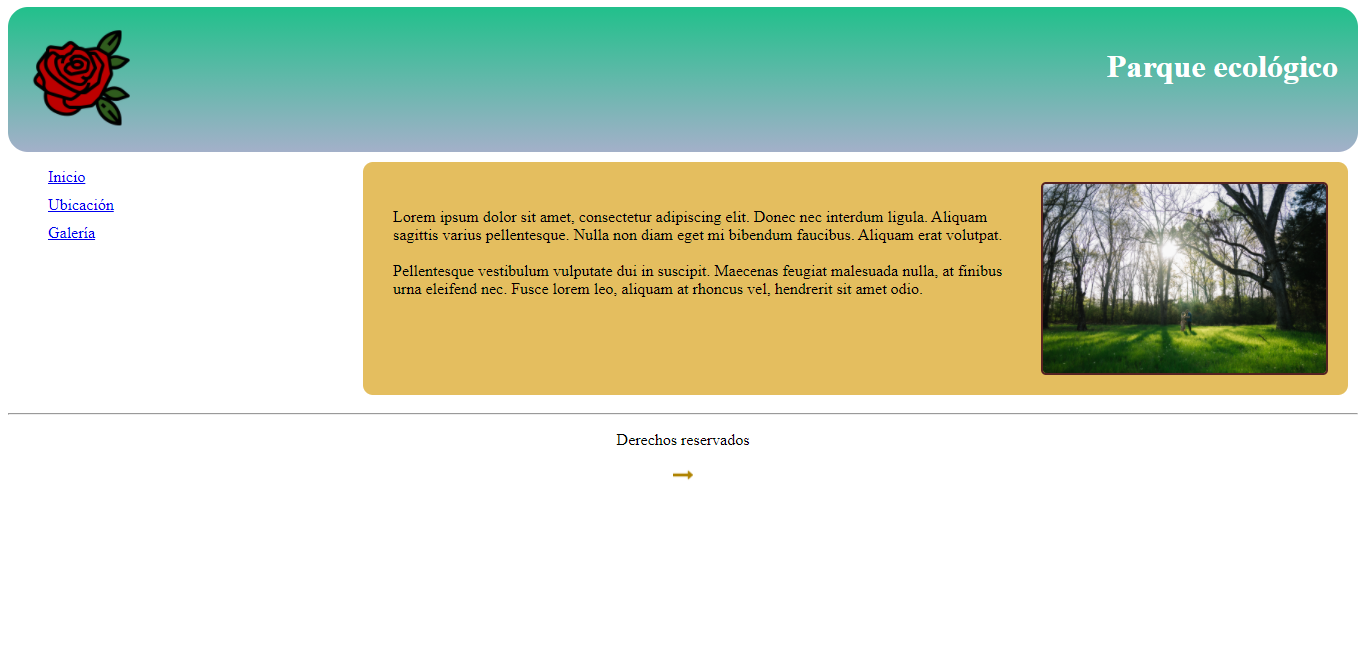 Parque ecológico
Inicio
Ubicación
Galería
Lorem ipsum dolor sit amet, consectetur adipiscing elit. Donec nec interdum ligula. Aliquam
sagittis varius pellentesque. Nulla non diam eget mi bibendum faucibus. Aliquam erat volutpat.
Pellentesque vestibulum vulputate dui in suscipit. Maecenas feugiat malesuada nulla, at finibus
urna eleifend nec. Fusce lorem leo, aliquam at rhoncus vel, hendrerit sit amet odio.
Derechos reservados